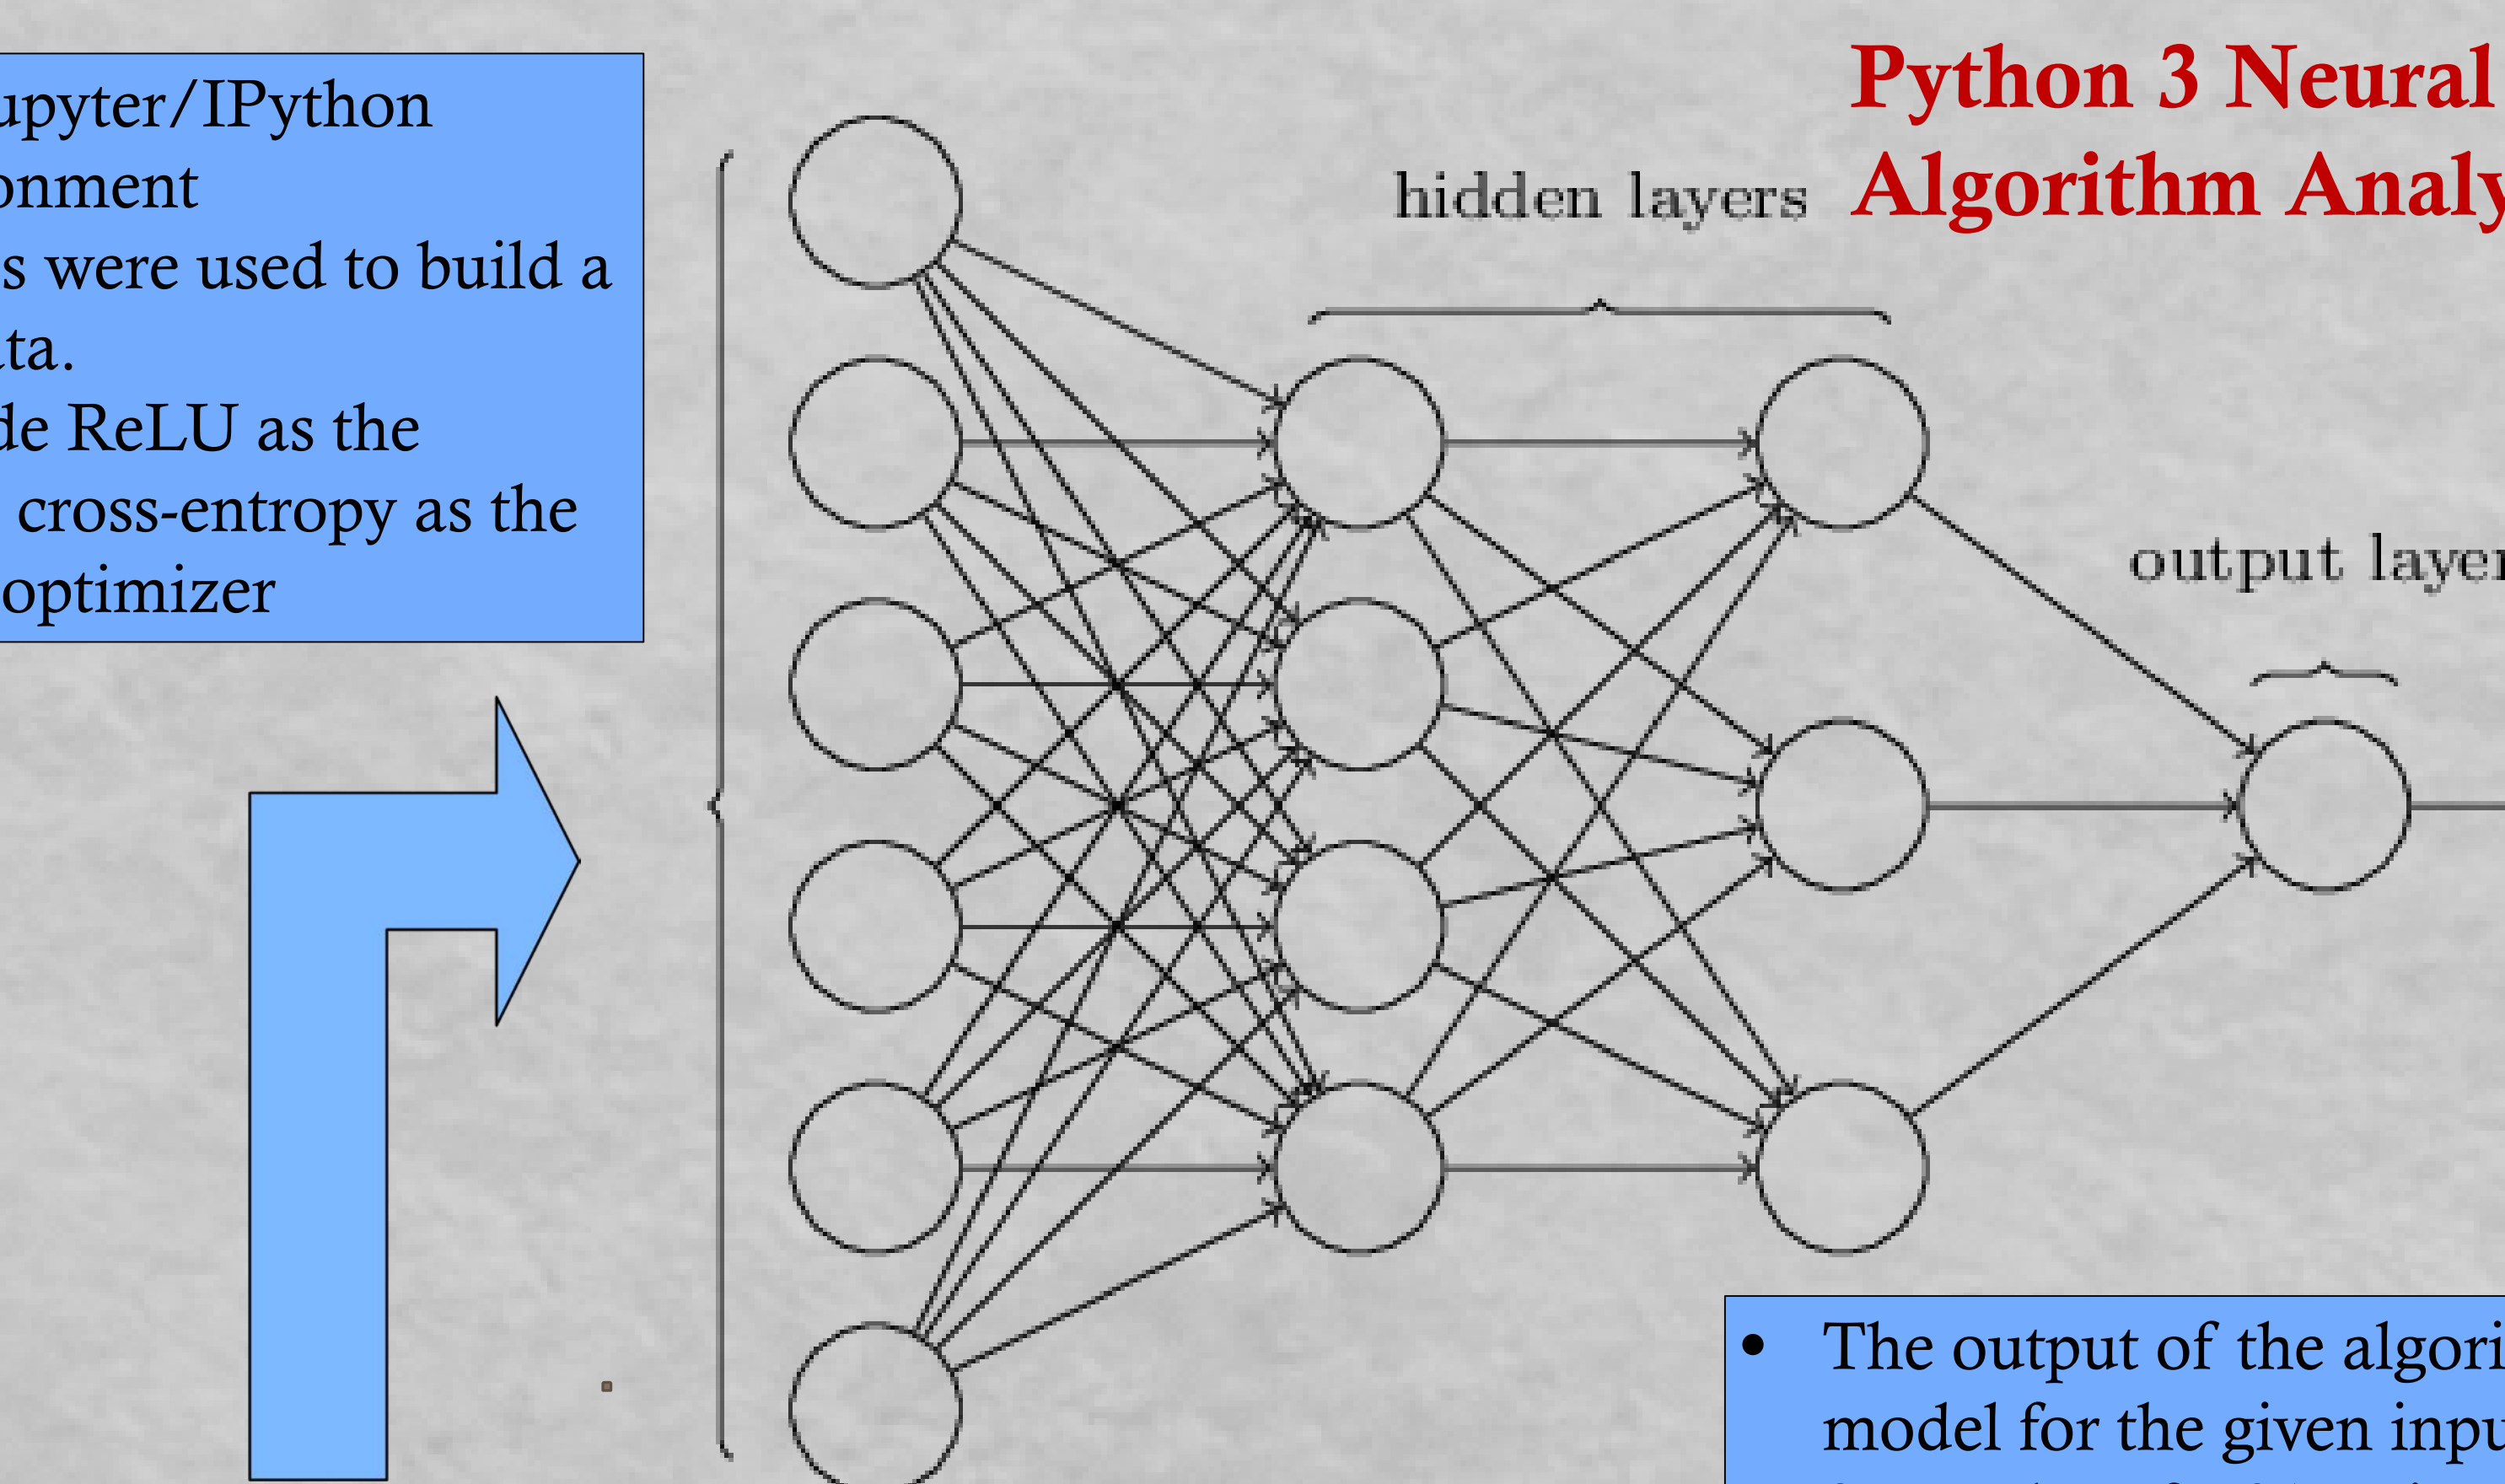 upyter/IPython
onment
s were used to build a
ta.
de ReLU as the
cross-entropy as the
optimizer
Python 3 Neural
Algorithm Analy
hidden layers
output layer
• The output of the algori
model for the given inpu